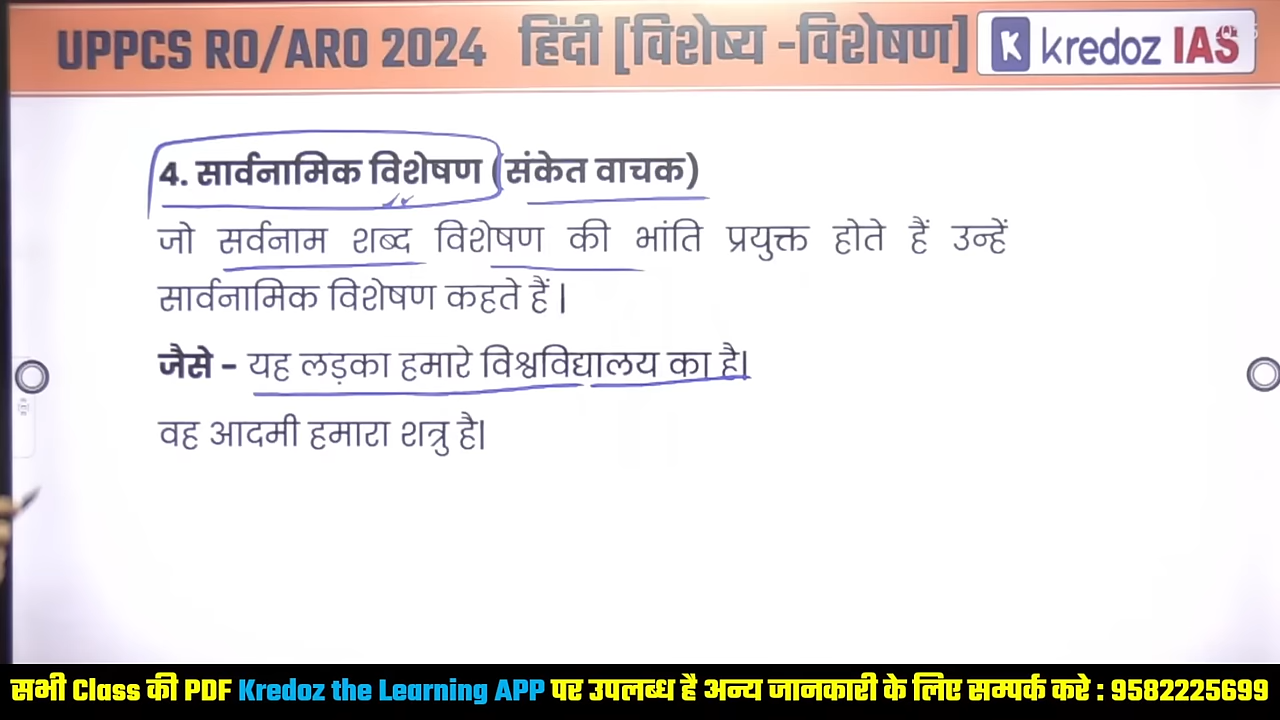 UPPCS RO/ARO 2024 हिंदी [विशेष्य -विशेषण] K kredoz IAS
4. सार्वनामिक विशेषण (संकेत वाचक)
जो सर्वनाम शब्द विशेषण की भांति प्रयुक्त होते हैं उन्हें
सार्वनामिक विशेषण कहते हैं |
जैसे - यह लड़का हमारे विश्वविद्यालय का है।
वह आदमी हमारा शत्रु है।
सभी Class की PDF Kredoz the Learning APP पर उपलब्ध है अन्य जानकारी के लिए सम्पर्क करे : 9582225699